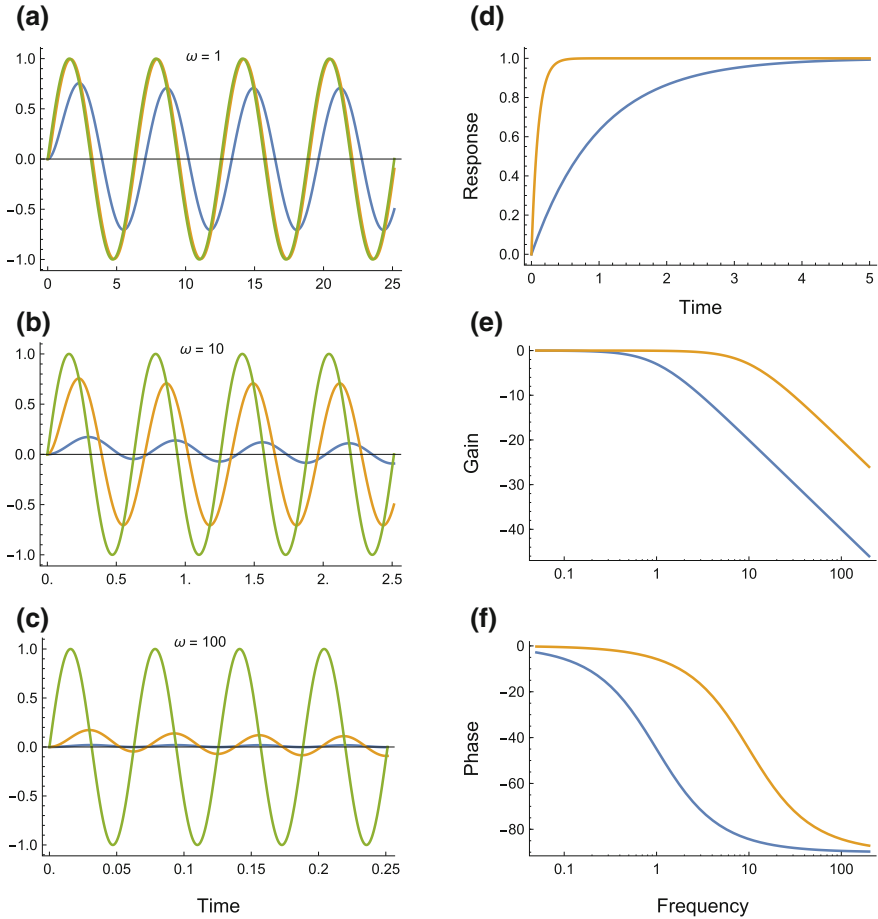 (a)
ω = 1
1.0
0.5
0.0
−0.5
−1.0
0 5 10 15 20 25
(b)
ω = 10
1.0
0.5
0.0
−0.5
−1.0
0. 0.5 1. 1.5 2. 2.5
(c)
ω = 100
1.0
0.5
0.0
−0.5
−1.0
0. 0.05 0.1 0.15 0.2 0.25
Time
(d)
Response
1.0
0.8
0.6
0.4
0.2
0.0
0 1 2 3 4 5
Time
(e)
Gain
0
−10
−20
−30
−40
0.1 1 10 100
(f)
Phase
0
−20
−40
−60
−80
0.1 1 10 100
Frequency